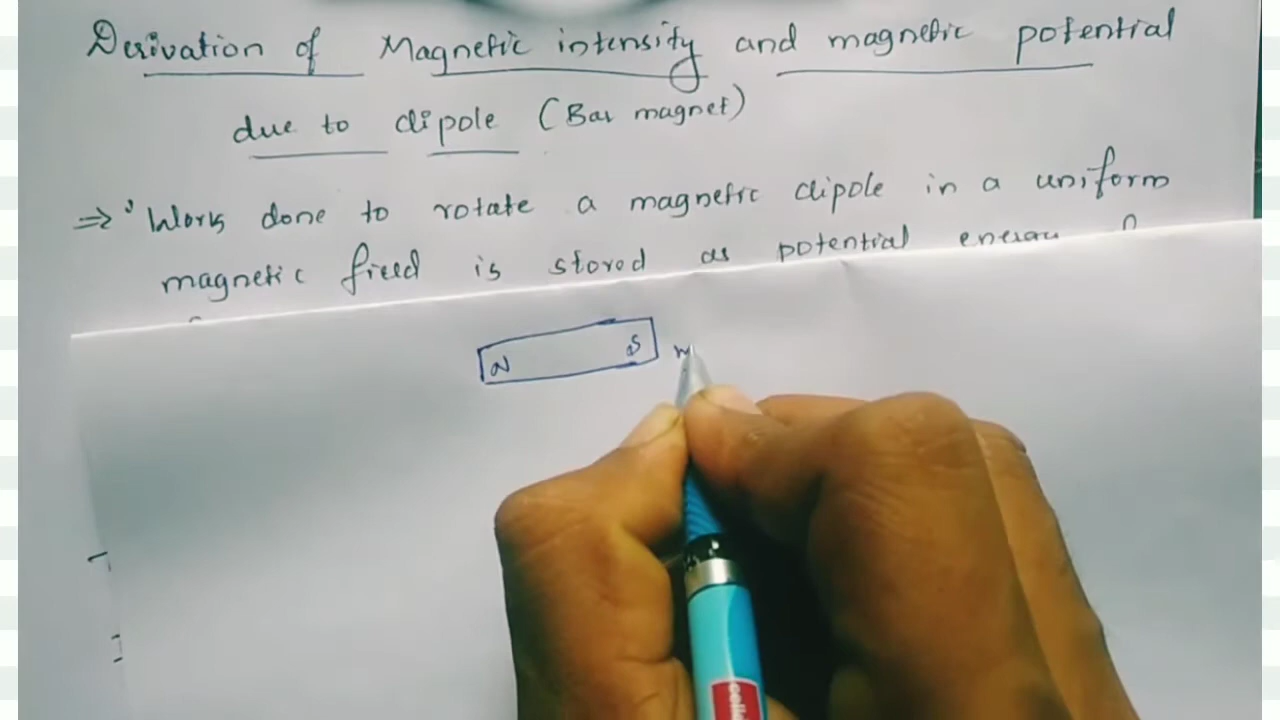 Derivation of Magnetic intensity and magnetic potential
due to dipole (Bar magnet)
⇒ Work done to rotate a magnetic dipole in a uniform
magnetic field is stored as potential energy
N S